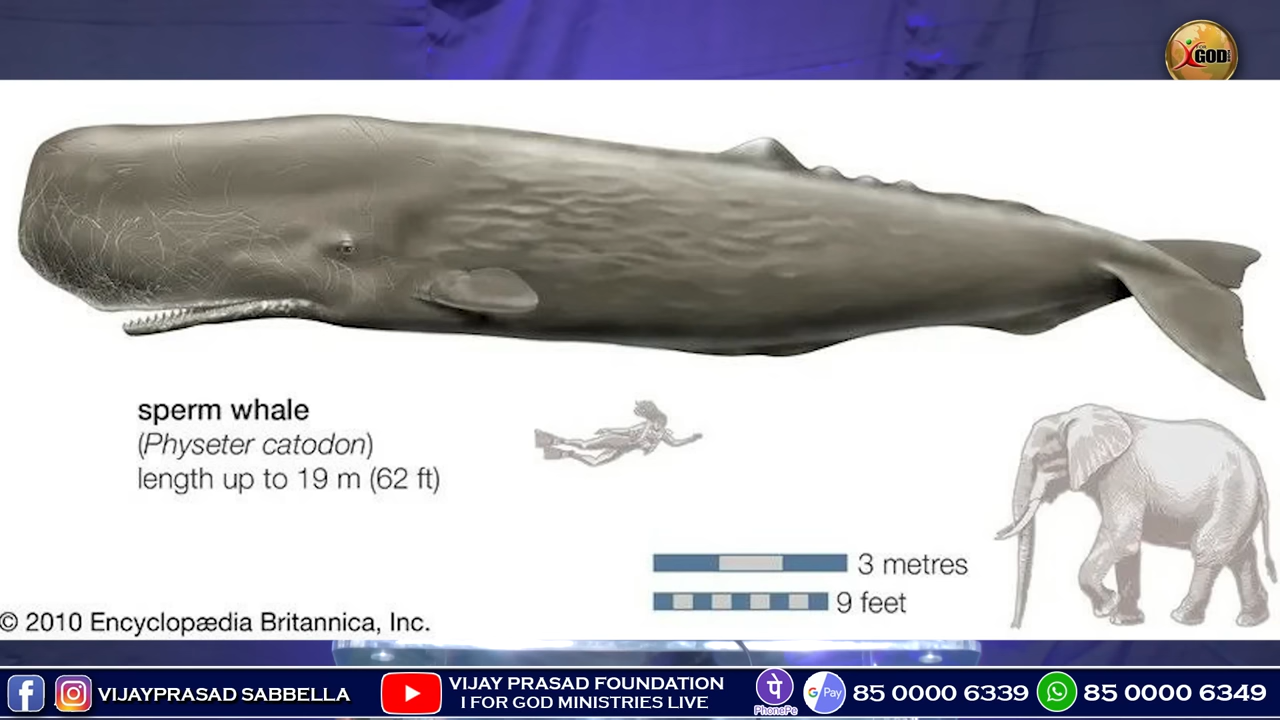 GOD
sperm whale
(Physeter catodon)
length up to 19 m (62 ft)
3 metres
9 feet
© 2010 Encyclopædia Britannica, Inc.
VIJAYPRASAD SABBELLA
VIJAY PRASAD FOUNDATION
I FOR GOD MINISTRIES LIVE
पे
PhonePe
G Pay
85 0000 6339
85 0000 6349